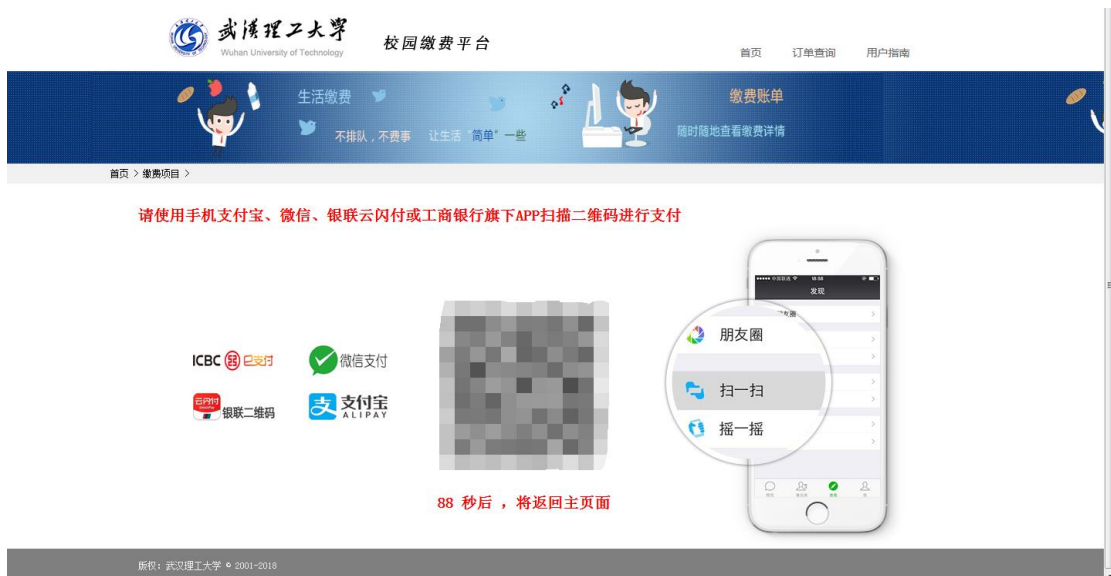 武汉理工大学
Wuhan University of Technology
校园缴费平台
首页 订单查询 用户指南
生活缴费
不排队，不费事 让生活“简单”一些
缴费账单
随时随地查看缴费详情
首页 > 缴费项目 >
请使用手机支付宝、微信、银联云闪付或工商银行旗下APP扫描二维码进行支付
发现
朋友圈
扫一扫
摇一摇
ICBC 已支付
微信支付
云闪付
银联二维码
支 支付宝
ALIPAY
88 秒后 ，将返回主页面
版权：武汉理工大学 © 2001-2018